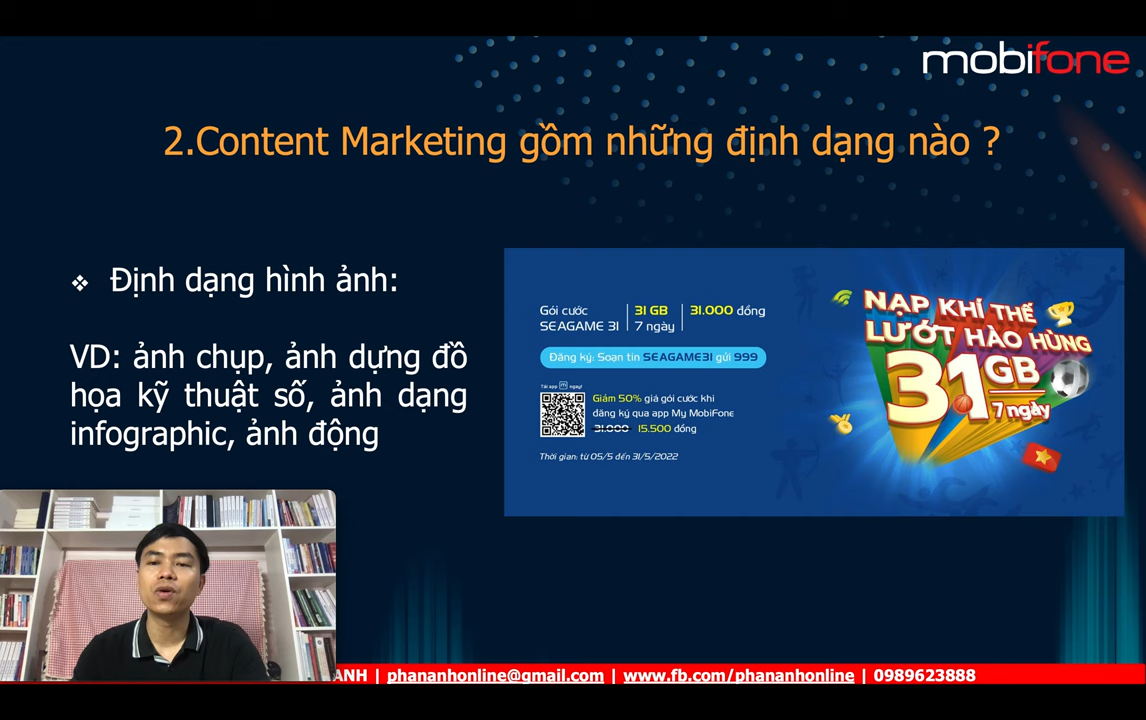 mobifone
2.Content Marketing gồm những định dạng nào ?
❖ Định dạng hình ảnh:
VD: ảnh chụp, ảnh dựng đồ
họa kỹ thuật số, ảnh dạng
infographic, ảnh động
Gói cước
SEAGAME 31
31 GB
7 ngày
31.000 đồng
Đăng ký: Soạn tin SEAGAME31 gửi 999
Tải app m ngay!
Giảm 50% giá gói cước khi
đăng ký qua app My MobiFone
31.000 15.500 đồng
Thời gian: từ 05/5 đến 31/5/2022
NẠP KHÍ THẾ
LƯỚT HÀO HÙNG
31GB
7 ngày
ANH | phananhonline@gmail.com | www.fb.com/phananhonline | 0989623888